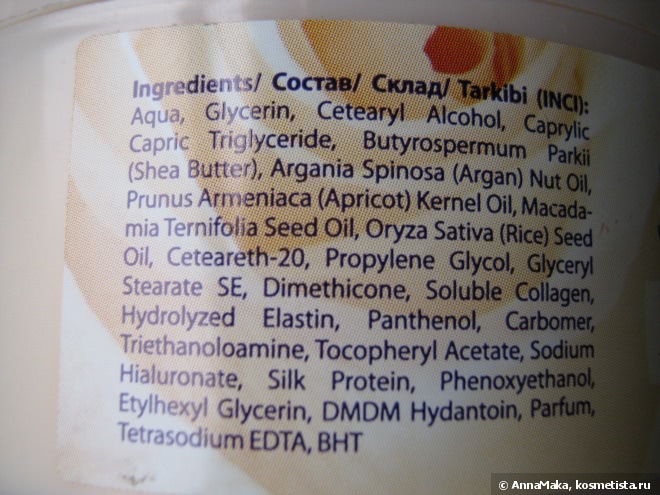 Ingredients/ Состав/ Склад/ Tarkibi (INCI):
Aqua, Glycerin, Cetearyl Alcohol, Caprylic
Capric Triglyceride, Butyrospermum Parkii
(Shea Butter), Argania Spinosa (Argan) Nut Oil,
Prunus Armeniaca (Apricot) Kernel Oil, Macada-
mia Ternifolia Seed Oil, Oryza Sativa (Rice) Seed
Oil, Ceteareth-20, Propylene Glycol, Glyceryl
Stearate SE, Dimethicone, Soluble Collagen,
Hydrolyzed Elastin, Panthenol, Carbomer,
Triethanoloamine, Tocopheryl Acetate, Sodium
Hialuronate, Silk Protein, Phenoxyethanol,
Etylhexyl Glycerin, DMDM Hydantoin, Parfum,
Tetrasodium EDTA, BHT
© AnnaMaka, kosmetista.ru